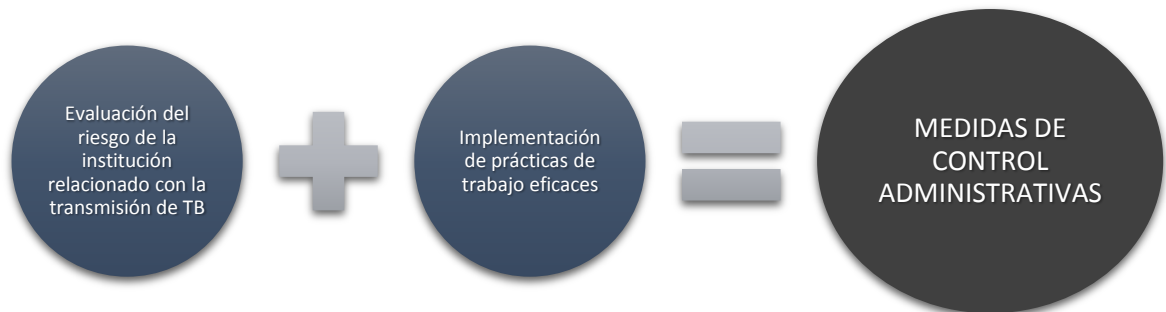 Evaluación del
riesgo de la
institución
relacionado con la
transmisión de TB
Implementación
de prácticas de
trabajo eficaces
MEDIDAS DE
CONTROL
ADMINISTRATIVAS